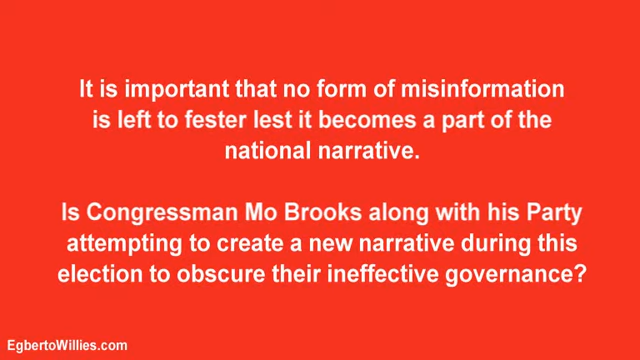 It is important that no form of misinformation
is left to fester lest it becomes a part of the
national narrative.
Is Congressman Mo Brooks along with his Party
attempting to create a new narrative during this
election to obscure their ineffective governance?
EgbertoWillies.com